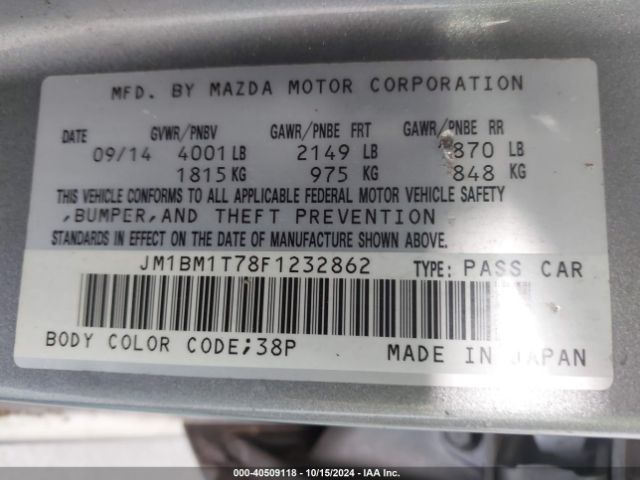 MFD. BY MAZDA MOTOR CORPORATION
DATE GVWR/PNBV GAWR/PNBE FRT GAWR/PNBE RR
09/14 4001 LB 2149 LB 870 LB
1815 KG 975 KG 848 KG
THIS VEHICLE CONFORMS TO ALL APPLICABLE FEDERAL MOTOR VEHICLE SAFETY
,BUMPER,AND THEFT PREVENTION
STANDARDS IN EFFECT ON THE DATE OF MANUFACTURE SHOWN ABOVE.
JM1BM1T78F1232862 TYPE: PASS CAR
BODY COLOR CODE;38P MADE IN JAPAN
000-40509118 - 10/15/2024 - IAA Inc.